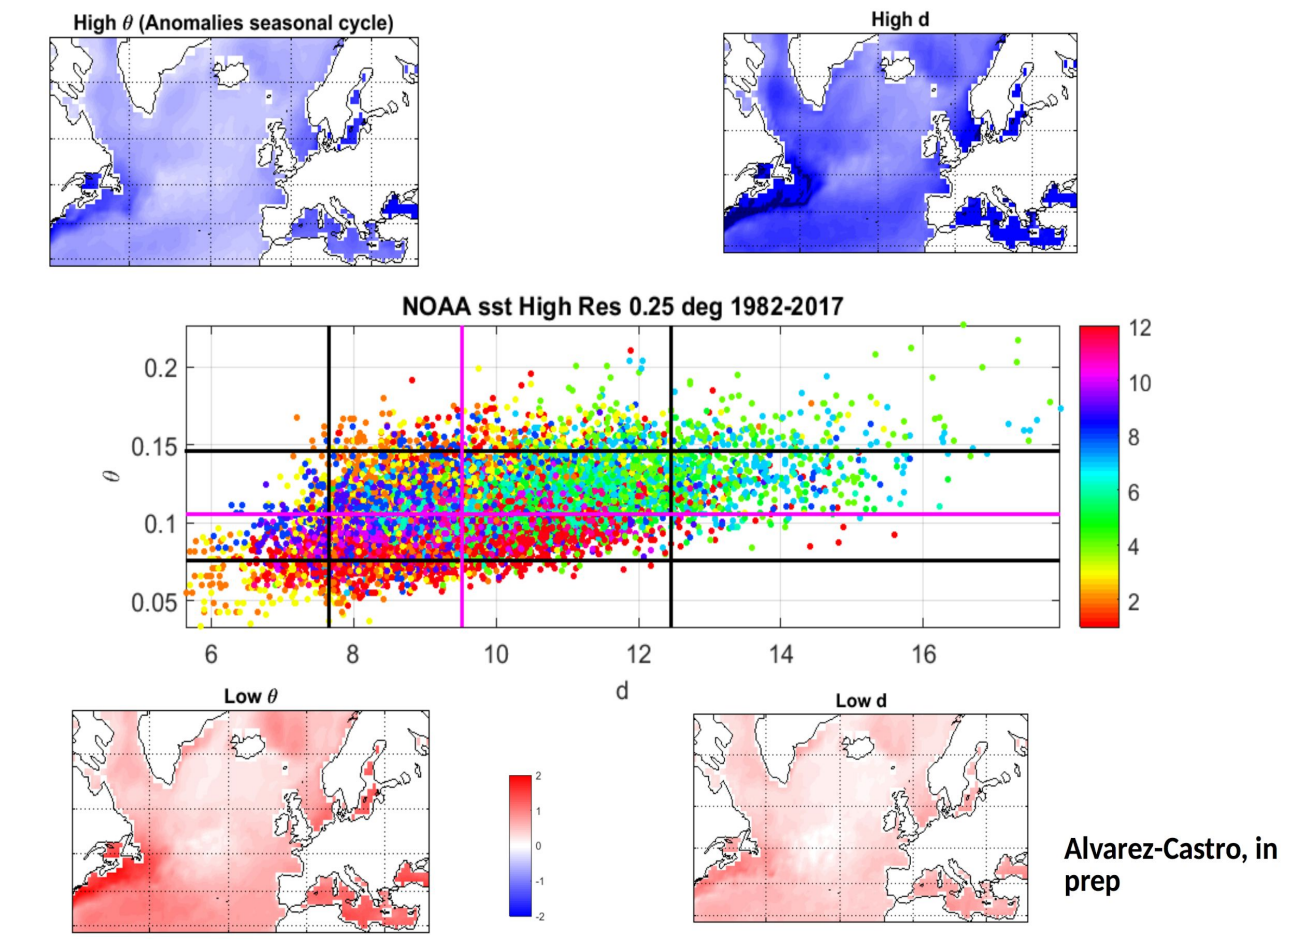 High θ (Anomalies seasonal cycle)
High d
NOAA sst High Res 0.25 deg 1982-2017
0.2
0.15
0.1
0.05
θ
6
8
10
12
14
16
d
12
10
8
6
4
2
Low θ
Low d
2
1
0
-1
-2
Alvarez-Castro, in
prep